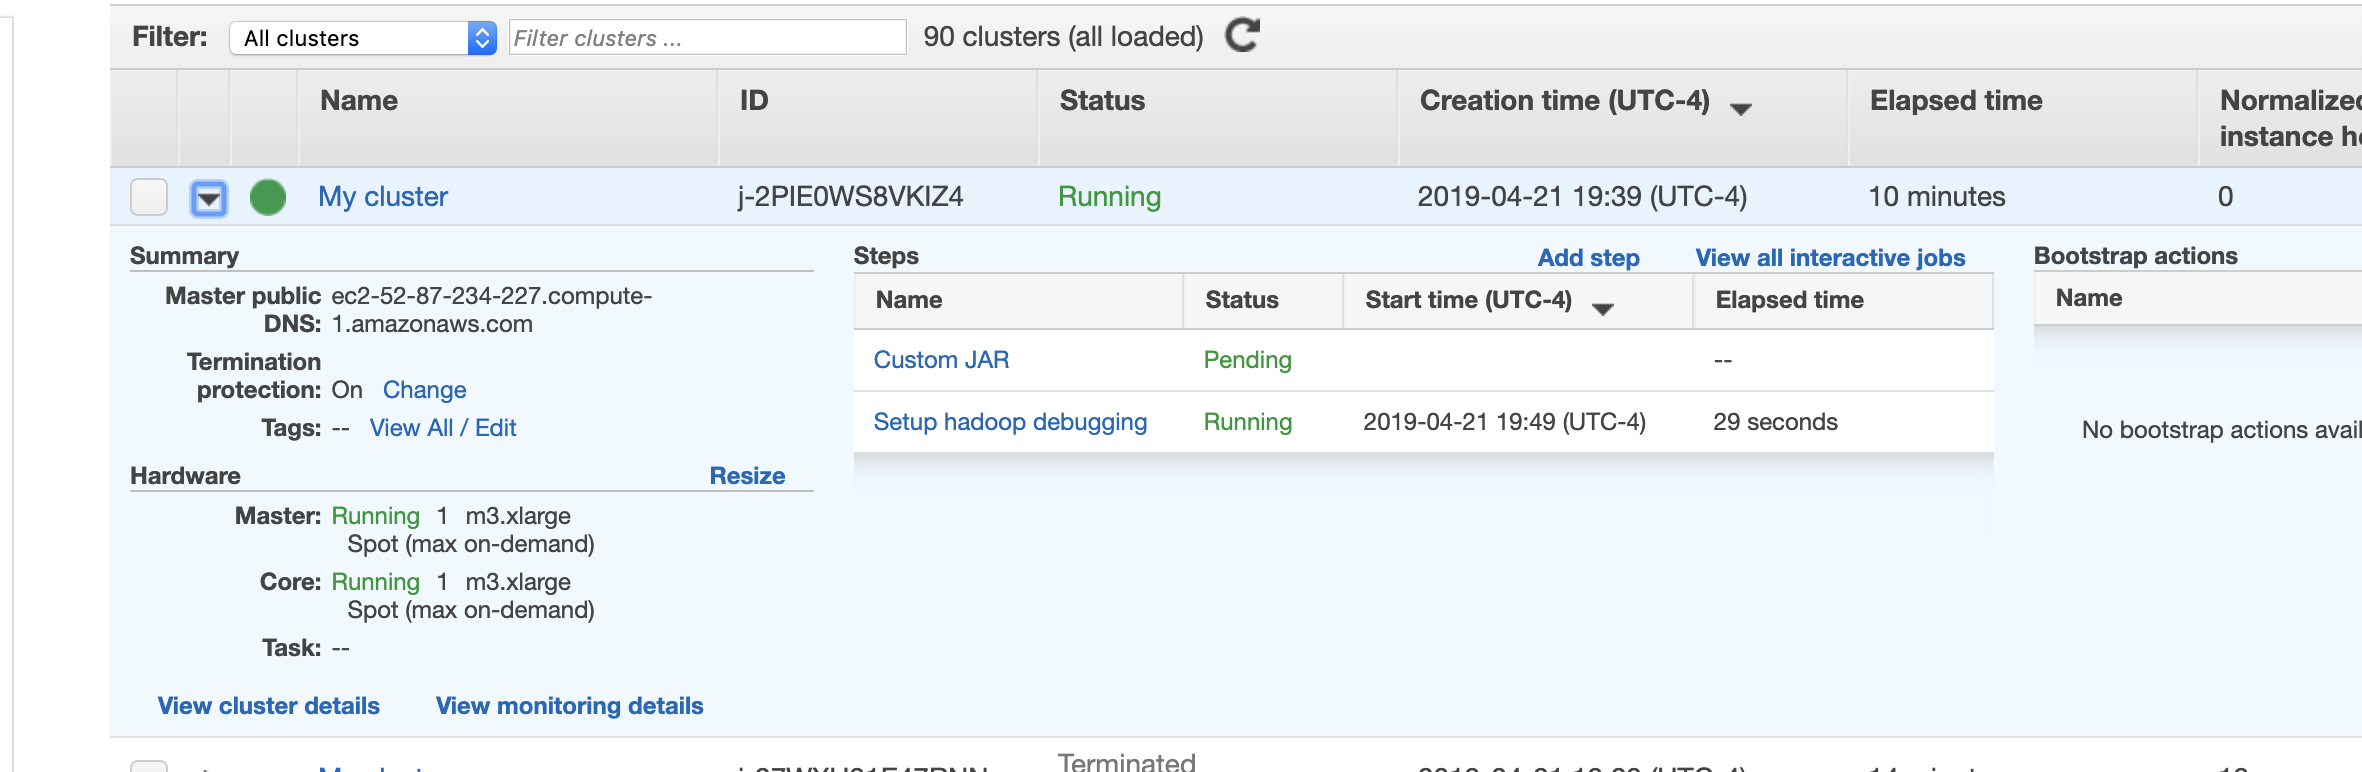 Filter: All clusters Filter clusters ... 90 clusters (all loaded)
Name ID Status Creation time (UTC-4) Elapsed time Normalized
instance
My cluster j-2PIE0WS8VKIZ4 Running 2019-04-21 19:39 (UTC-4) 10 minutes 0
Summary
Master public ec2-52-87-234-227.compute-
DNS: 1.amazonaws.com
Termination
protection: On Change
Tags: -- View All / Edit
Hardware Resize
Master: Running 1 m3.xlarge
Spot (max on-demand)
Core: Running 1 m3.xlarge
Spot (max on-demand)
Task: --
View cluster details View monitoring details
Steps Add step View all interactive jobs
Name Status Start time (UTC-4) Elapsed time
Custom JAR Pending --
Setup hadoop debugging Running 2019-04-21 19:49 (UTC-4) 29 seconds
Bootstrap actions
Name
No bootstrap actions avail
Terminated